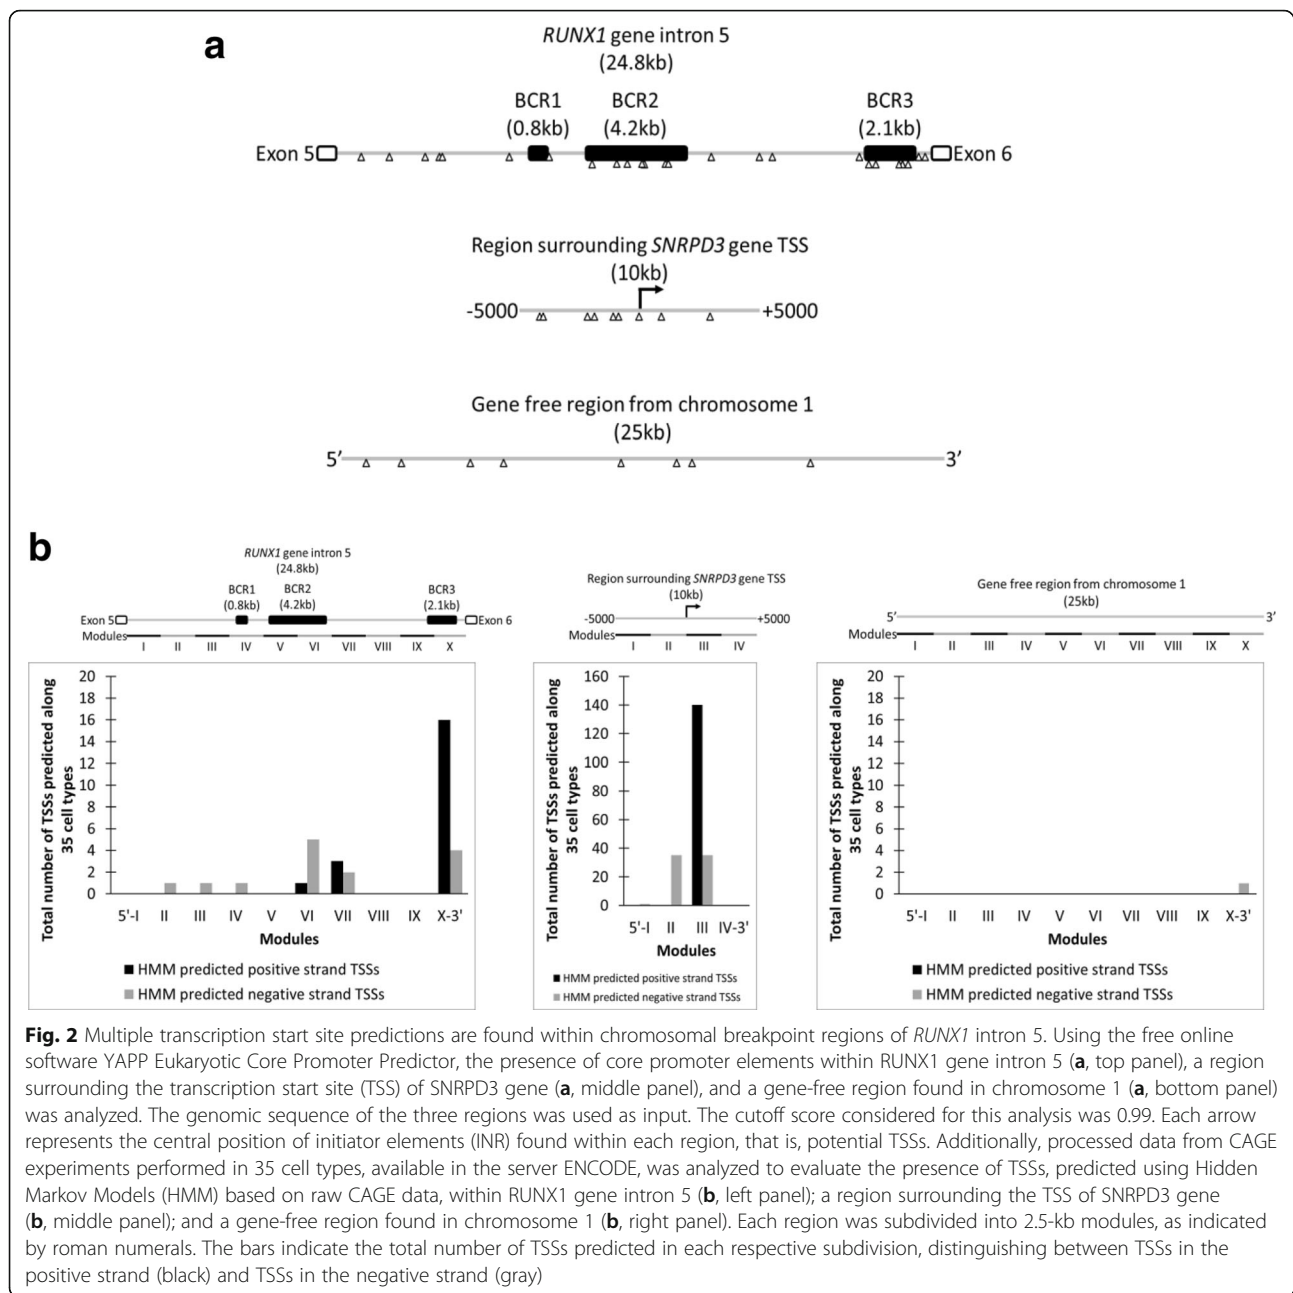 a
RUNX1 gene intron 5
(24.8kb)
BCR1 BCR2 BCR3
(0.8kb) (4.2kb) (2.1kb)
Exon 5 Exon 6
Region surrounding SNRPD3 gene TSS
(10kb)
-5000 +5000
Gene free region from chromosome 1
(25kb)
5' 3'
b
RUNX1 gene intron 5
(24.8kb)
BCR1 BCR2 BCR3
(0.8kb) (4.2kb) (2.1kb)
Exon 5 Exon 6
Modules
I II III IV V VI VII VIII IX X
Total number of TSSs predicted along
35 cell types
20
18
16
14
12
10
8
6
4
2
0
5'-I II III IV V VI VII VIII IX X-3'
Modules
HMM predicted positive strand TSSs
HMM predicted negative strand TSSs
Region surrounding SNRPD3 gene TSS
(10kb)
-5000 +5000
Modules
I II III IV
Total number of TSSs predicted along
35 cell types
160
140
120
100
80
60
40
20
0
5'-I II III IV-3'
Modules
HMM predicted positive strand TSSs
HMM predicted negative strand TSSs
Gene free region from chromosome 1
(25kb)
5' 3'
Modules
I II III IV V VI VII VIII IX X
Total number of TSSs predicted along
35 cell types
20
18
16
14
12
10
8
6
4
2
0
5'-I II III IV V VI VII VIII IX X-3'
Modules
HMM predicted positive strand TSSs
HMM predicted negative strand TSSs
Fig. 2 Multiple transcription start site predictions are found within chromosomal breakpoint regions of RUNX1 intron 5. Using the free online
software YAPP Eukaryotic Core Promoter Predictor, the presence of core promoter elements within RUNX1 gene intron 5 (a, top panel), a region
surrounding the transcription start site (TSS) of SNRPD3 gene (a, middle panel), and a gene-free region found in chromosome 1 (a, bottom panel)
was analyzed. The genomic sequence of the three regions was used as input. The cutoff score considered for this analysis was 0.99. Each arrow
represents the central position of initiator elements (INR) found within each region, that is, potential TSSs. Additionally, processed data from CAGE
experiments performed in 35 cell types, available in the server ENCODE, was analyzed to evaluate the presence of TSSs, predicted using Hidden
Markov Models (HMM) based on raw CAGE data, within RUNX1 gene intron 5 (b, left panel); a region surrounding the TSS of SNRPD3 gene
(b, middle panel); and a gene-free region found in chromosome 1 (b, right panel). Each region was subdivided into 2.5-kb modules, as indicated
by roman numerals. The bars indicate the total number of TSSs predicted in each respective subdivision, distinguishing between TSSs in the
positive strand (black) and TSSs in the negative strand (gray)